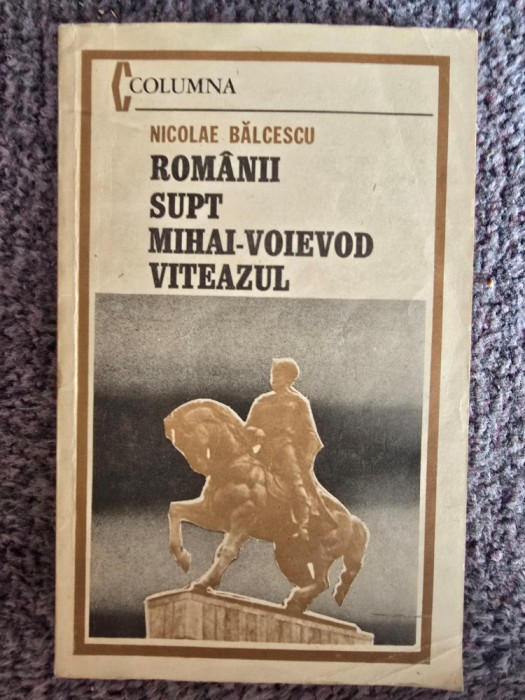 COLUMNA
NICOLAE BĂLCESCU
ROMÂNII
SUPT
MIHAI-VOIEVOD
VITEAZUL